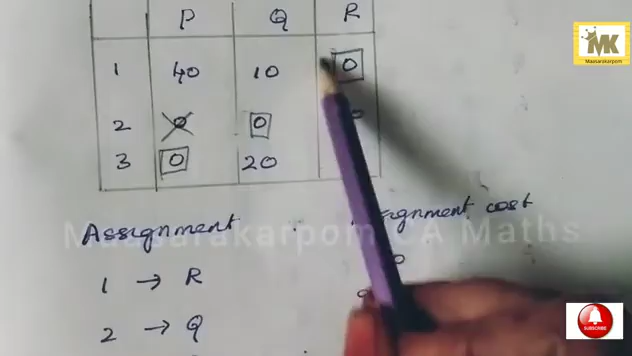 P Q R
MK
Maasarakarpom
1 40 10 0
2 0 0
3 0 20
Maasarakarpom CA Maths
Assignment cost
1 → R
2 → Q
SUBSCRIBE